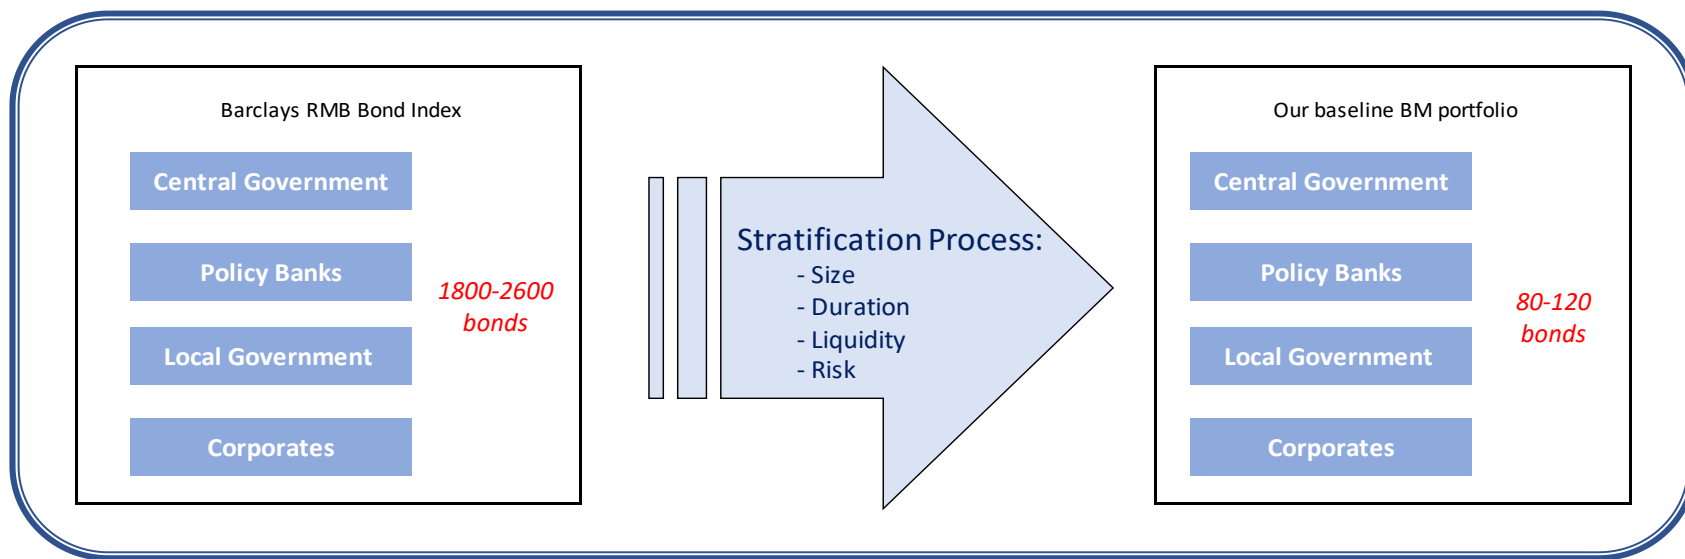 Barclays RMB Bond Index
Central Government
Policy Banks
Local Government
Corporates
1800-2600
bonds
Stratification Process:
- Size
- Duration
- Liquidity
- Risk
Our baseline BM portfolio
Central Government
Policy Banks
Local Government
Corporates
80-120
bonds